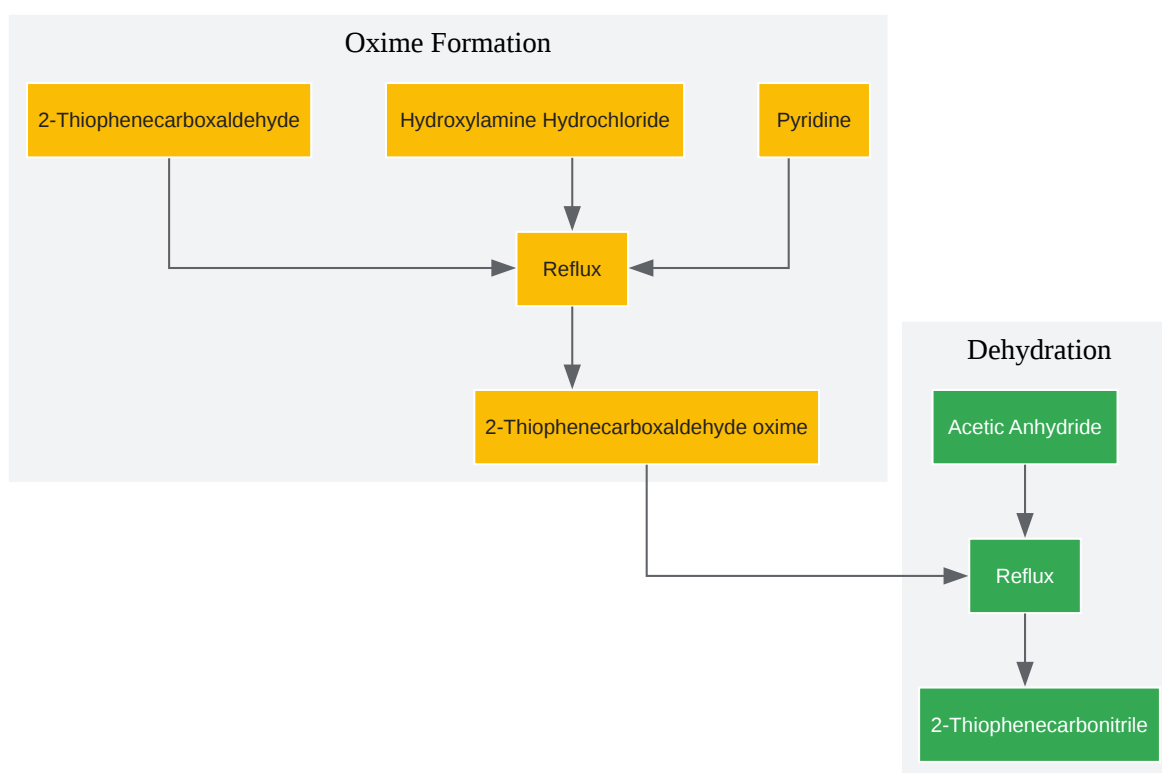 Oxime Formation
2-Thiophenecarboxaldehyde
Hydroxylamine Hydrochloride
Pyridine
Reflux
2-Thiophenecarboxaldehyde oxime
Dehydration
Acetic Anhydride
Reflux
2-Thiophenecarbonitrile